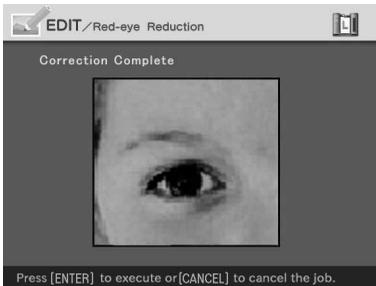 EDIT/Red-eye Reduction
L
Correction Complete
Press [ENTER] to execute or [CANCEL] to cancel the job.